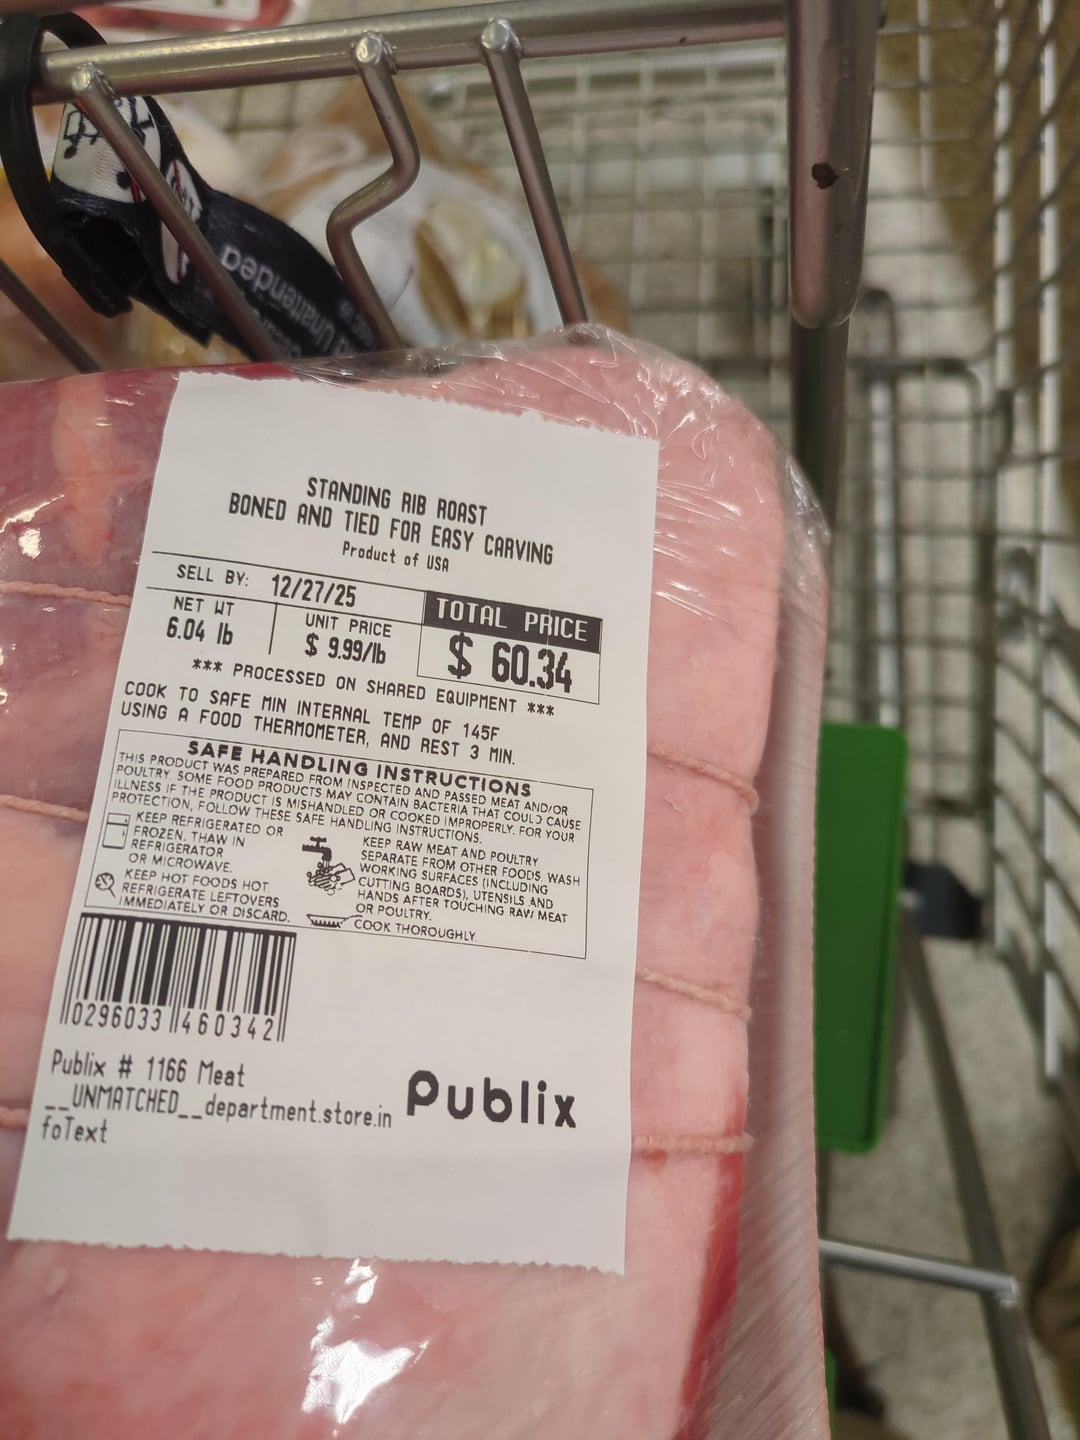 Unattended
STANDING RIB ROAST
BONED AND TIED FOR EASY CARVING
Product of USA
SELL BY: 12/27/25
NET WT
6.04 lb
UNIT PRICE
$ 9.99/lb
TOTAL PRICE
$ 60.34
*** PROCESSED ON SHARED EQUIPMENT ***
COOK TO SAFE MIN INTERNAL TEMP OF 145F
USING A FOOD THERMOMETER, AND REST 3 MIN.
SAFE HANDLING INSTRUCTIONS
THIS PRODUCT WAS PREPARED FROM INSPECTED AND PASSED MEAT AND/OR
POULTRY. SOME FOOD PRODUCTS MAY CONTAIN BACTERIA THAT COULD CAUSE
ILLNESS IF THE PRODUCT IS MISHANDLED OR COOKED IMPROPERLY. FOR YOUR
PROTECTION, FOLLOW THESE SAFE HANDLING INSTRUCTIONS.
KEEP REFRIGERATED OR
FROZEN. THAW IN
REFRIGERATOR
OR MICROWAVE.
KEEP HOT FOODS HOT.
REFRIGERATE LEFTOVERS
IMMEDIATELY OR DISCARD.
KEEP RAW MEAT AND POULTRY
SEPARATE FROM OTHER FOODS. WASH
WORKING SURFACES (INCLUDING
CUTTING BOARDS), UTENSILS AND
HANDS AFTER TOUCHING RAW MEAT
OR POULTRY.
COOK THOROUGHLY.
0296033 460342
Publix # 1166 Meat
__UNMATCHED__department.store.in
foText
Publix